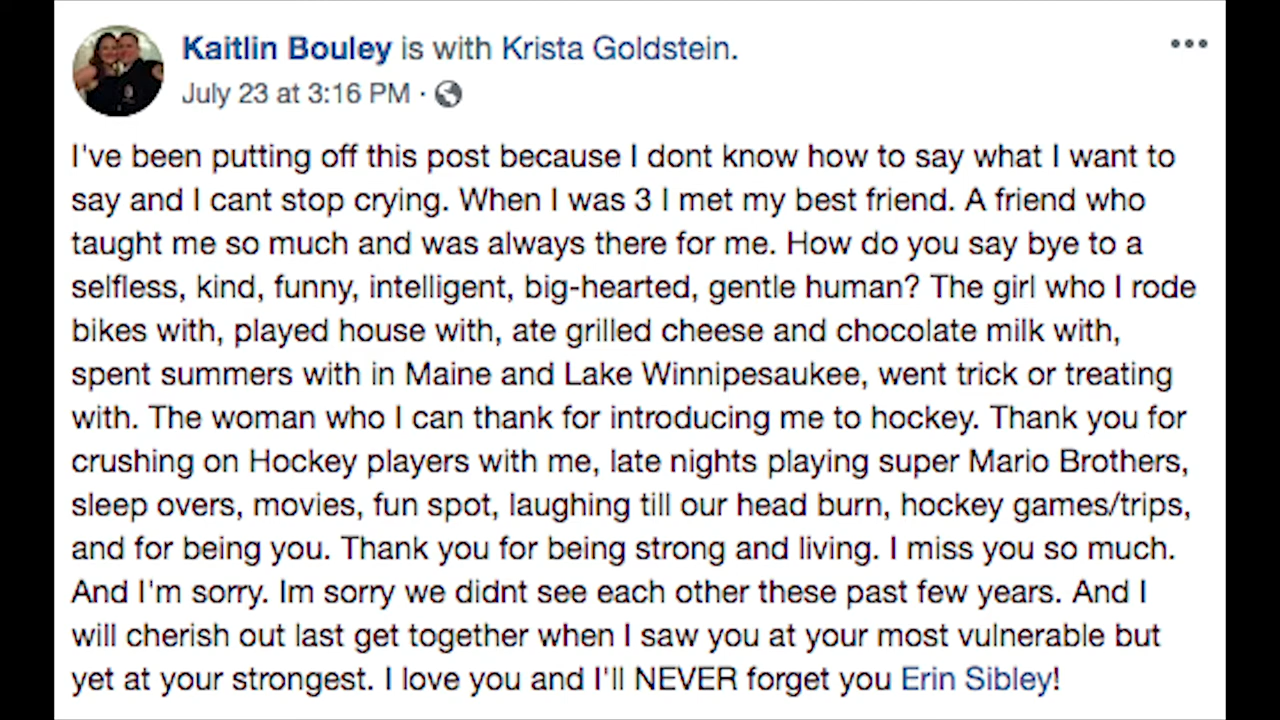 Kaitlin Bouley is with Krista Goldstein.
July 23 at 3:16 PM ·
I've been putting off this post because I dont know how to say what I want to
say and I cant stop crying. When I was 3 I met my best friend. A friend who
taught me so much and was always there for me. How do you say bye to a
selfless, kind, funny, intelligent, big-hearted, gentle human? The girl who I rode
bikes with, played house with, ate grilled cheese and chocolate milk with,
spent summers with in Maine and Lake Winnipesaukee, went trick or treating
with. The woman who I can thank for introducing me to hockey. Thank you for
crushing on Hockey players with me, late nights playing super Mario Brothers,
sleep overs, movies, fun spot, laughing till our head burn, hockey games/trips,
and for being you. Thank you for being strong and living. I miss you so much.
And I'm sorry. Im sorry we didnt see each other these past few years. And I
will cherish out last get together when I saw you at your most vulnerable but
yet at your strongest. I love you and I'll NEVER forget you Erin Sibley!